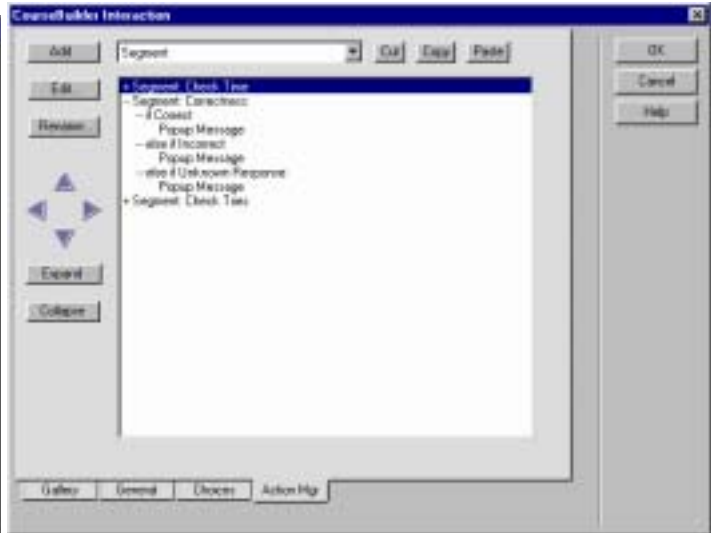 CourseBuilder Interaction
Add
Segment
Cut
Copy
Paste
OK
Cancel
Help
Edit
Remove
+ Segment: Check Time
- Segment: Correctness
- if Correct
Popup Message
- else if Incorrect
Popup Message
- else if Unknown Response
Popup Message
+ Segment: Check Tries
Expand
Collapse
Gallery
General
Choices
Action Mgr